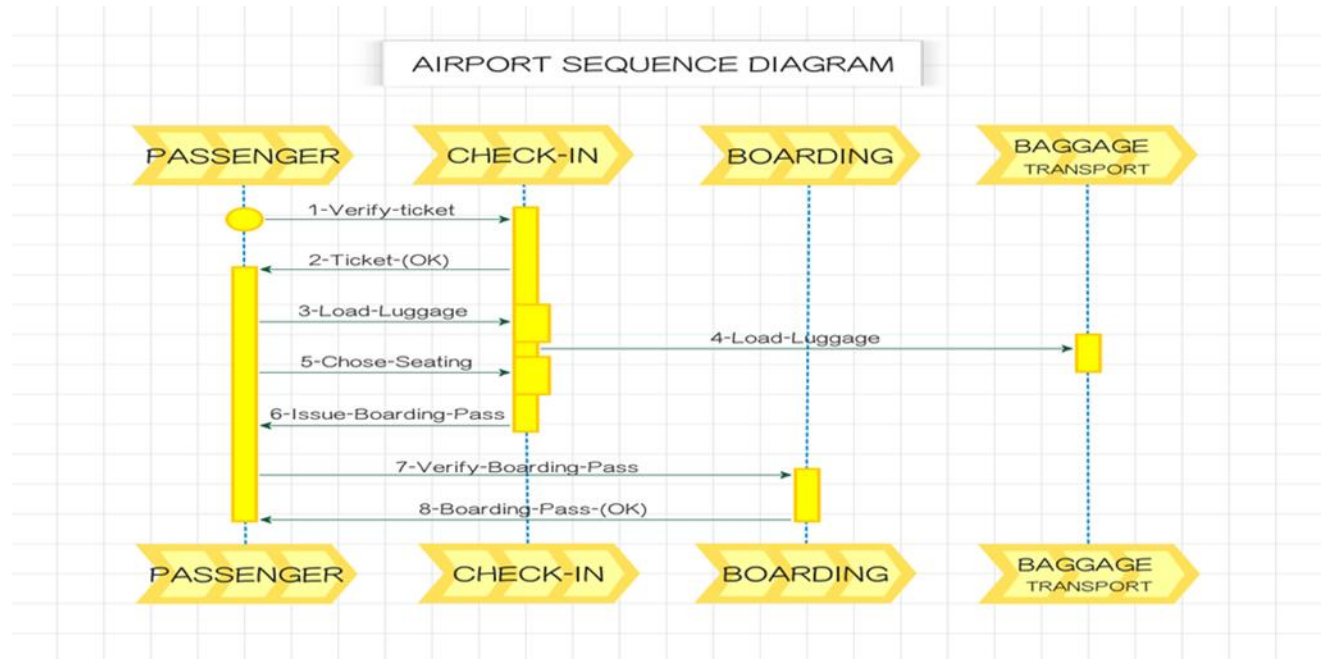 AIRPORT SEQUENCE DIAGRAM
PASSENGER
CHECK-IN
BOARDING
BAGGAGE
TRANSPORT
1-Verify-ticket
2-Ticket-(OK)
3-Load-Luggage
4-Load-Luggage
5-Chose-Seating
6-Issue-Boarding-Pass
7-Verify-Boarding-Pass
8-Boarding-Pass-(OK)
PASSENGER
CHECK-IN
BOARDING
BAGGAGE
TRANSPORT